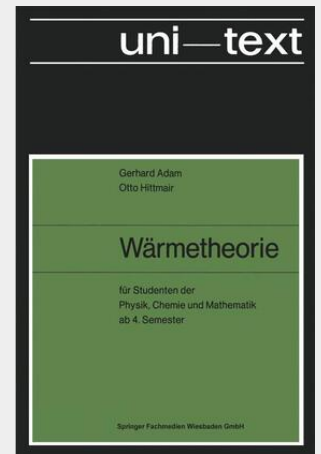 uni—text
Gerhard Adam
Otto Hittmair
Wärmetheorie
für Studenten der
Physik, Chemie und Mathematik
ab 4. Semester
Springer Fachmedien Wiesbaden GmbH